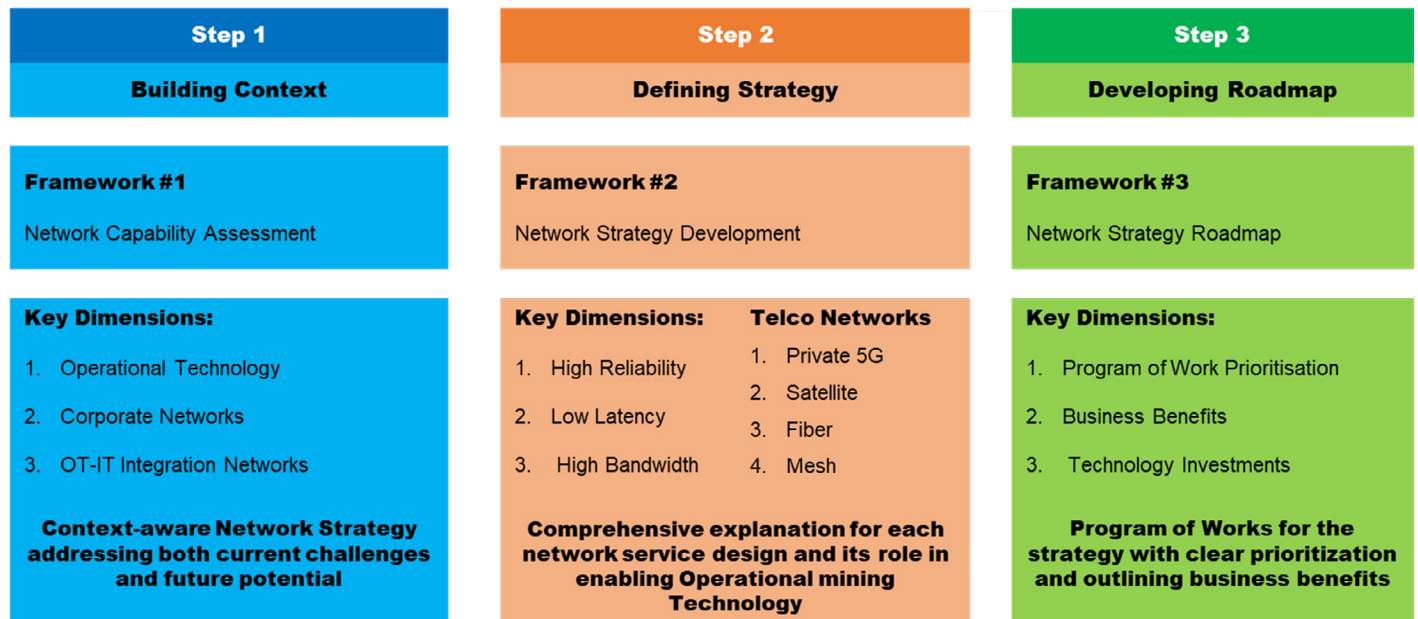 Step 1
Building Context
Framework #1
Network Capability Assessment
Key Dimensions:
1. Operational Technology
2. Corporate Networks
3. OT-IT Integration Networks
Context-aware Network Strategy
addressing both current challenges
and future potential
Step 2
Defining Strategy
Framework #2
Network Strategy Development
Key Dimensions:
1. High Reliability
2. Low Latency
3. High Bandwidth
Telco Networks
1. Private 5G
2. Satellite
3. Fiber
4. Mesh
Comprehensive explanation for each
network service design and its role in
enabling Operational mining
Technology
Step 3
Developing Roadmap
Framework #3
Network Strategy Roadmap
Key Dimensions:
1. Program of Work Prioritisation
2. Business Benefits
3. Technology Investments
Program of Works for the
strategy with clear prioritization
and outlining business benefits